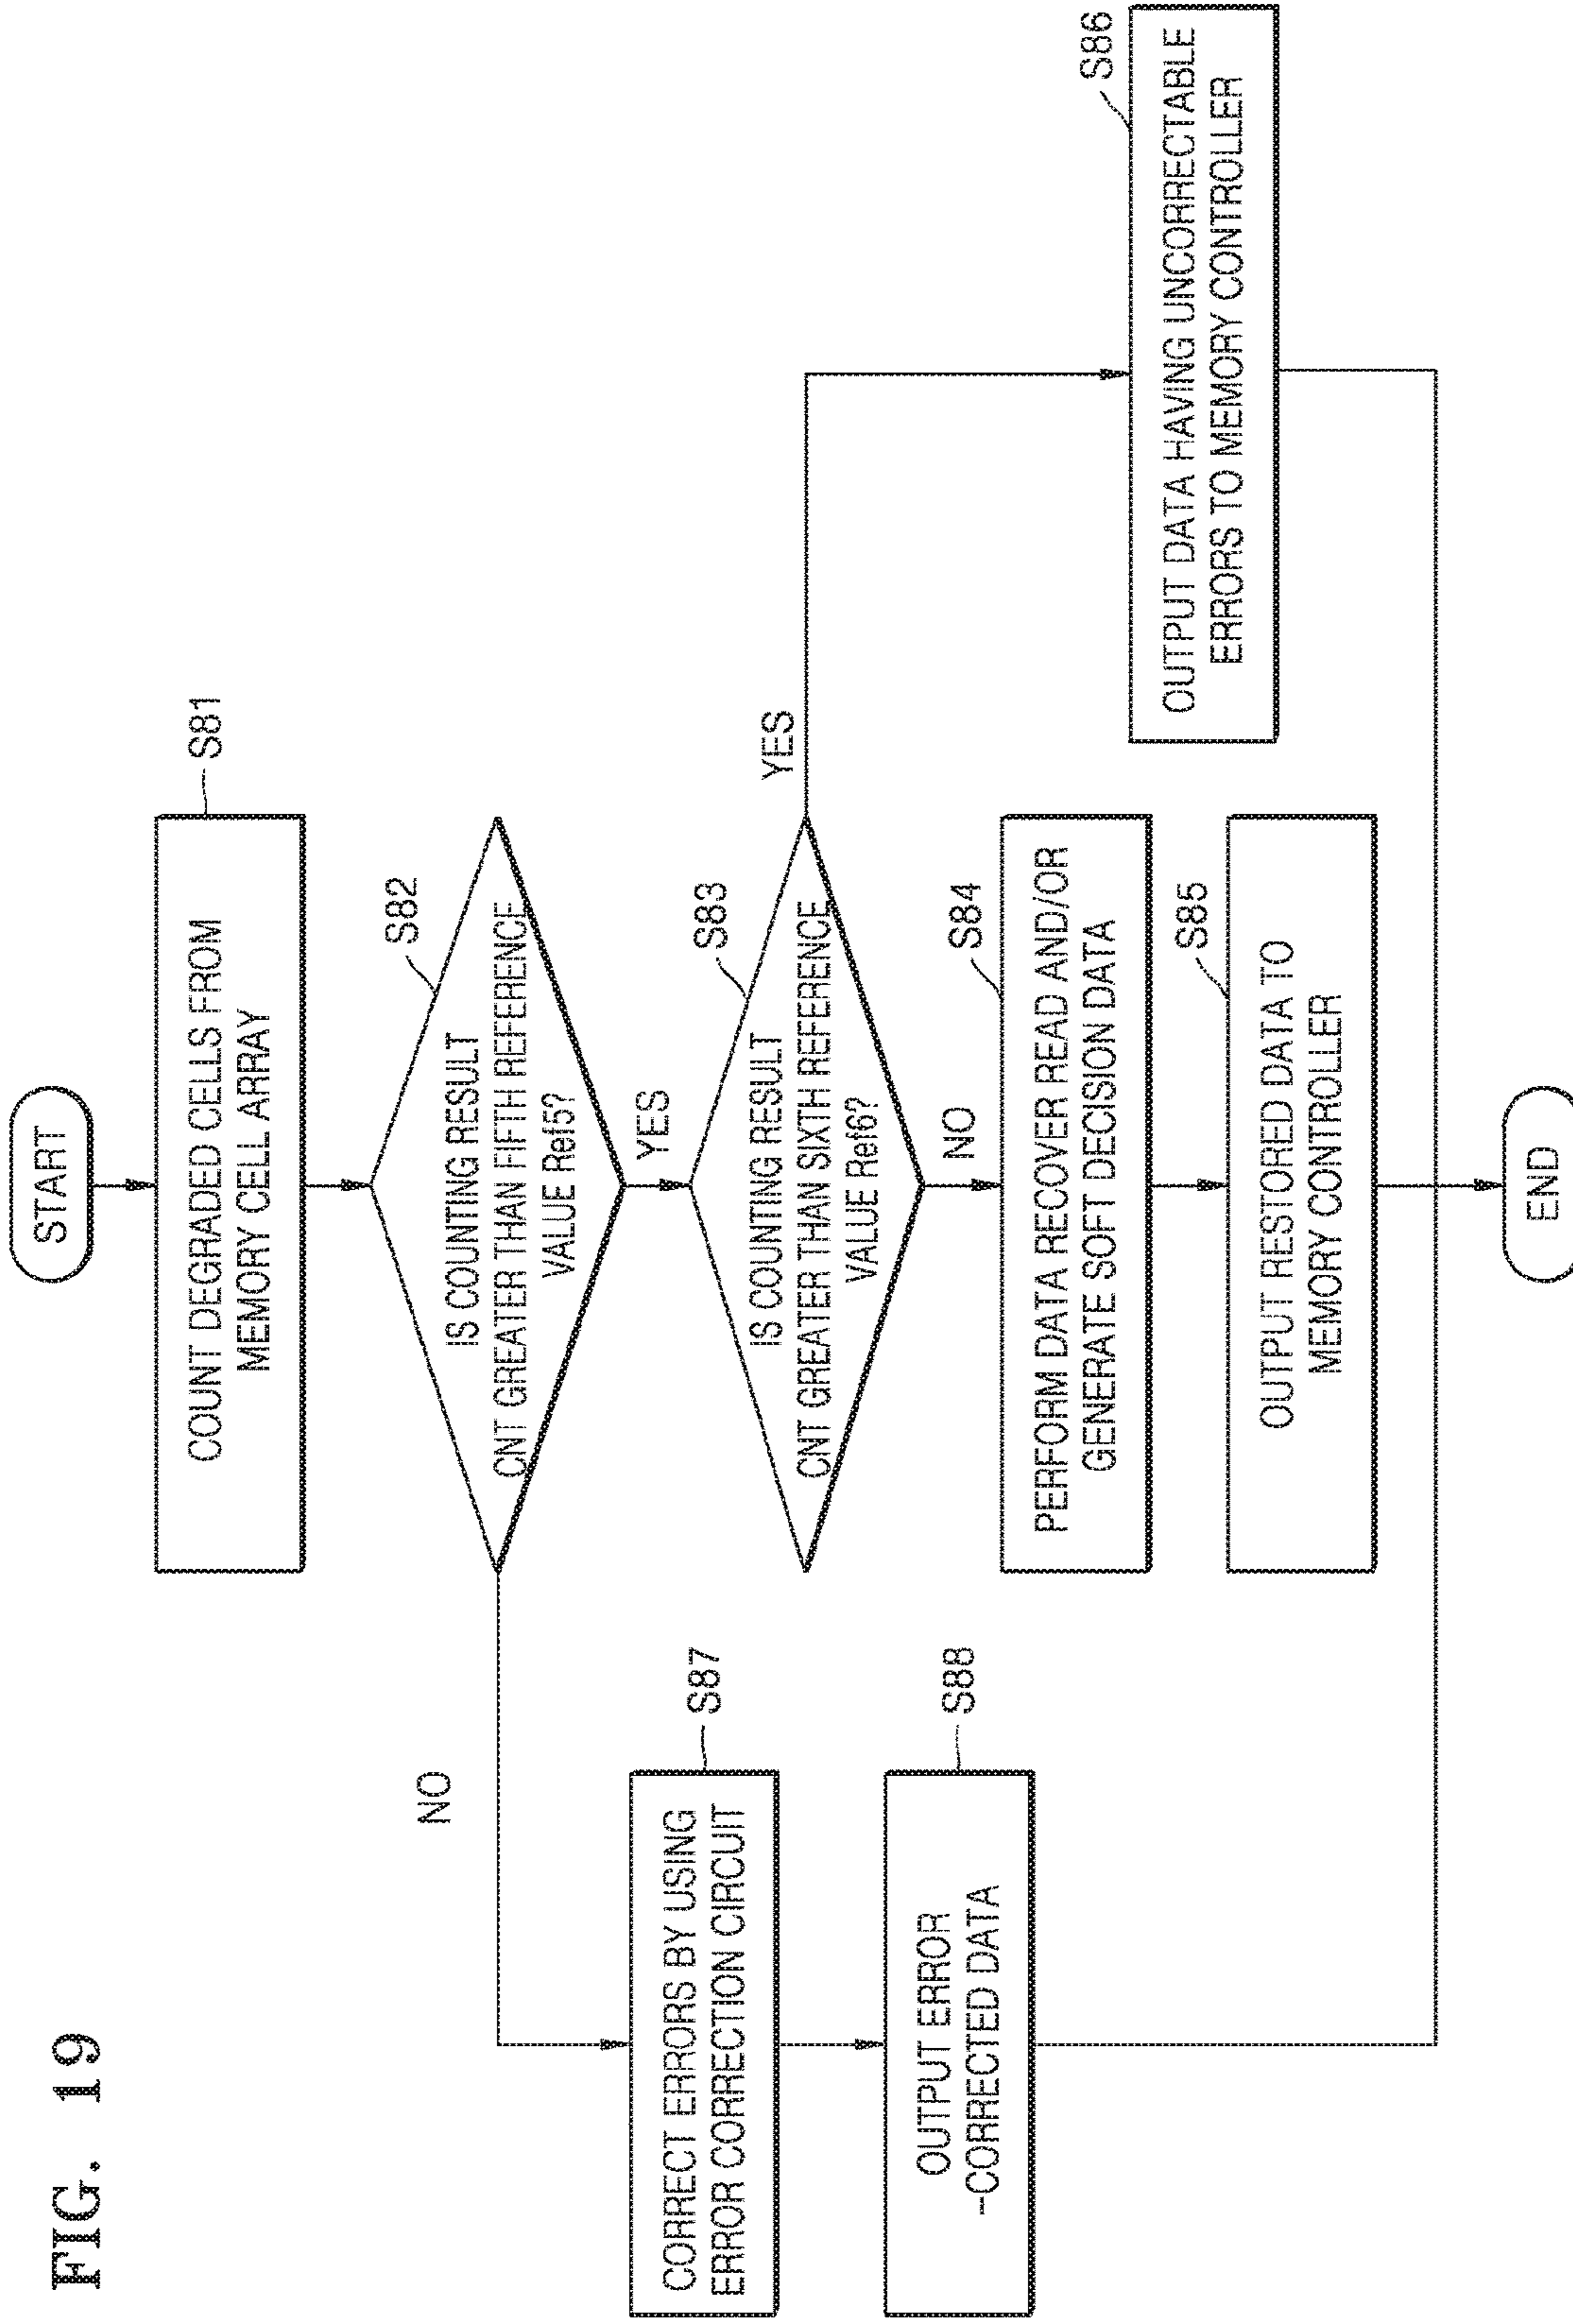 FIG. 19
START
COUNT DEGRADED CELLS FROM
MEMORY CELL ARRAY
S81
IS COUNTING RESULT
CNT GREATER THAN FIFTH REFERENCE
VALUE Ref5?
S82
NO
YES
IS COUNTING RESULT
CNT GREATER THAN SIXTH REFERENCE
VALUE Ref6?
S83
YES
NO
CORRECT ERRORS BY USING
ERROR CORRECTION CIRCUIT
S87
OUTPUT ERROR
-CORRECTED DATA
S88
PERFORM DATA RECOVER READ AND/OR
GENERATE SOFT DECISION DATA
S84
OUTPUT RESTORED DATA TO
MEMORY CONTROLLER
S85
OUTPUT DATA HAVING UNCORRECTABLE
ERRORS TO MEMORY CONTROLLER
S86
END